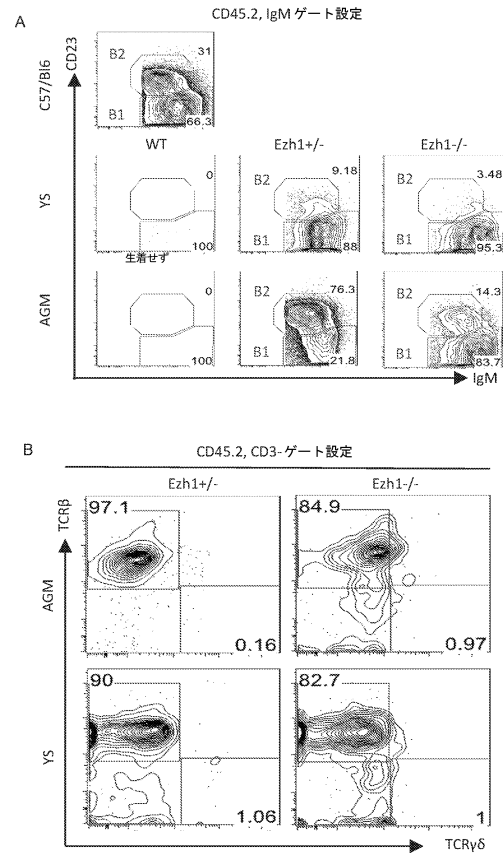 A
CD45.2, IgM ゲート設定
CD23
C57/Bl6
B2
31
B1
66.3
WT
Ezh1+/-
Ezh1-/-
YS
0
100
B2
9.18
B1
88
B2
3.48
B1
95.3
生着せず
AGM
0
100
B2
76.3
B1
21.8
B2
14.3
B1
83.7
IgM
B
CD45.2, CD3-ゲート設定
Ezh1+/-
Ezh1-/-
TCRβ
AGM
97.1
0.16
84.9
0.97
YS
90
1.06
82.7
1
TCRγδ